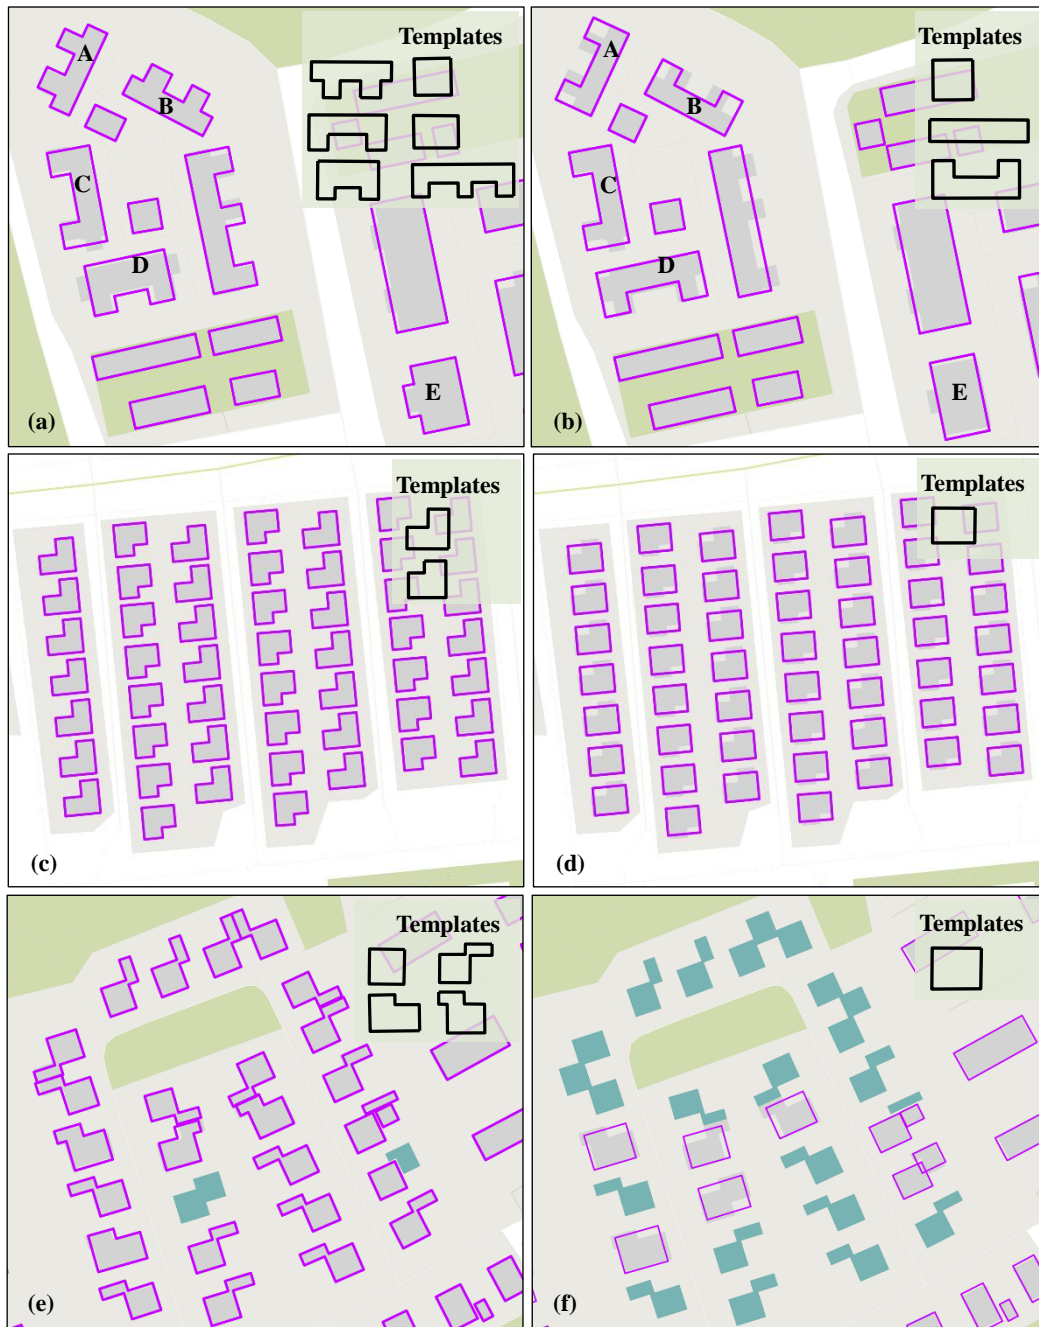 Templates
A
B
C
D
E
(a)
Templates
A
B
C
D
E
(b)
Templates
(c)
Templates
(d)
Templates
(e)
Templates
(f)